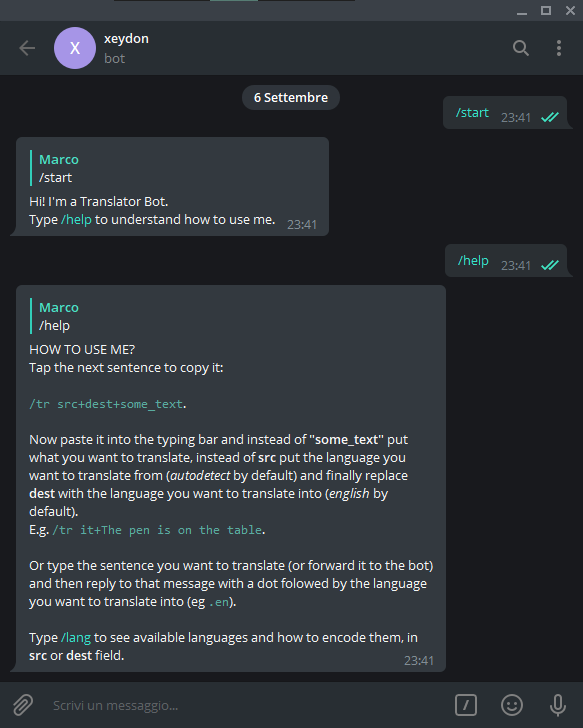 X
xeydon
bot
6 Settembre
/start 23:41
Marco
/start
Hi! I'm a Translator Bot.
Type /help to understand how to use me. 23:41
/help 23:41
Marco
/help
HOW TO USE ME?
Tap the next sentence to copy it:
/tr src+dest+some_text.
Now paste it into the typing bar and instead of "some_text" put
what you want to translate, instead of src put the language you
want to translate from (autodetect by default) and finally replace
dest with the language you want to translate into (english by
default).
E.g. /tr it+The pen is on the table.
Or type the sentence you want to translate (or forward it to the bot)
and then reply to that message with a dot folowed by the language
you want to translate into (eg .en).
Type /lang to see available languages and how to encode them, in
src or dest field. 23:41
Scrivi un messaggio...